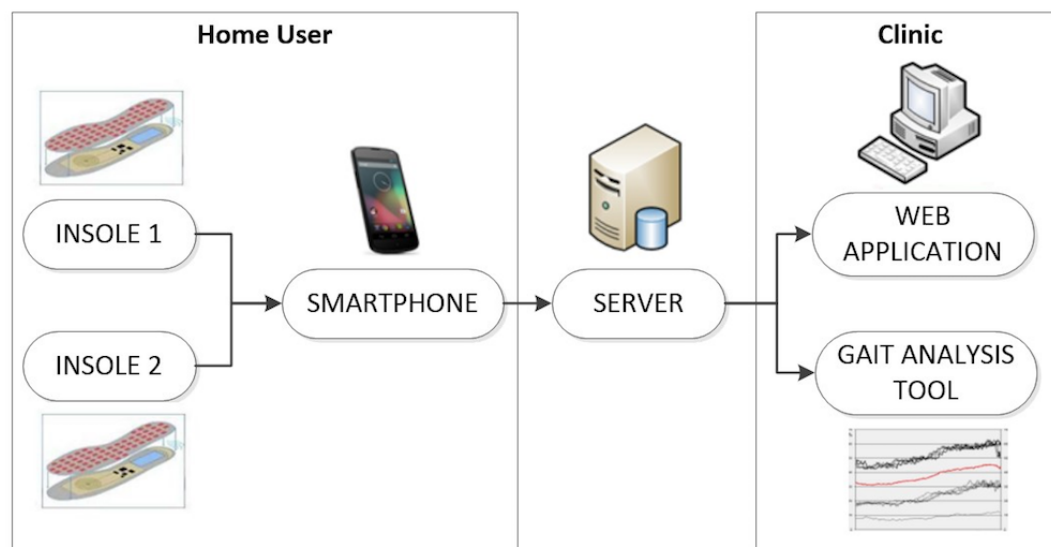 Home User
Clinic
INSOLE 1
INSOLE 2
SMARTPHONE
SERVER
WEB
APPLICATION
GAIT ANALYSIS
TOOL